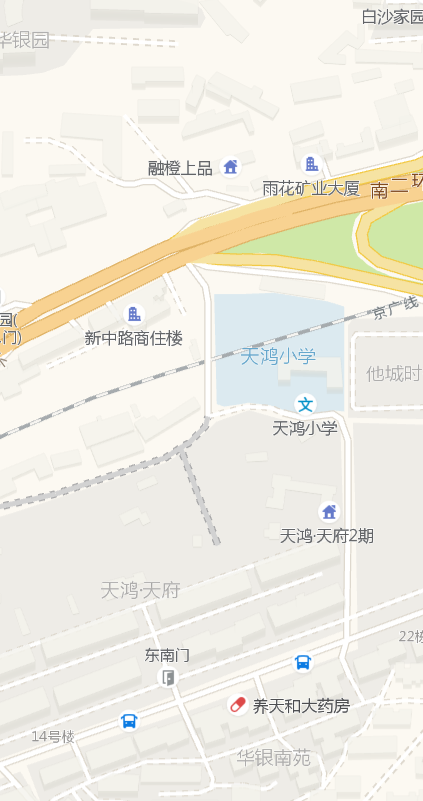 白沙家园
华银园
融橙上品
雨花矿业大厦
南二环
园(
门)
新中路商住楼
京广线
天鸿小学
他城时
天鸿小学
天鸿·天府2期
天鸿·天府
22栋
东南门
养天和大药房
14号楼
华银南苑